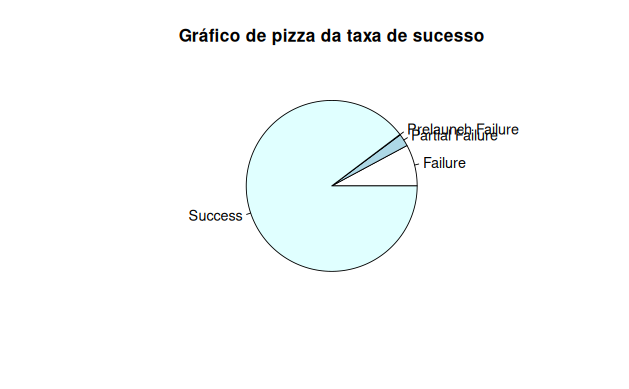 Gráfico de pizza da taxa de sucesso
Prelaunch Failure
Partial Failure
Failure
Success